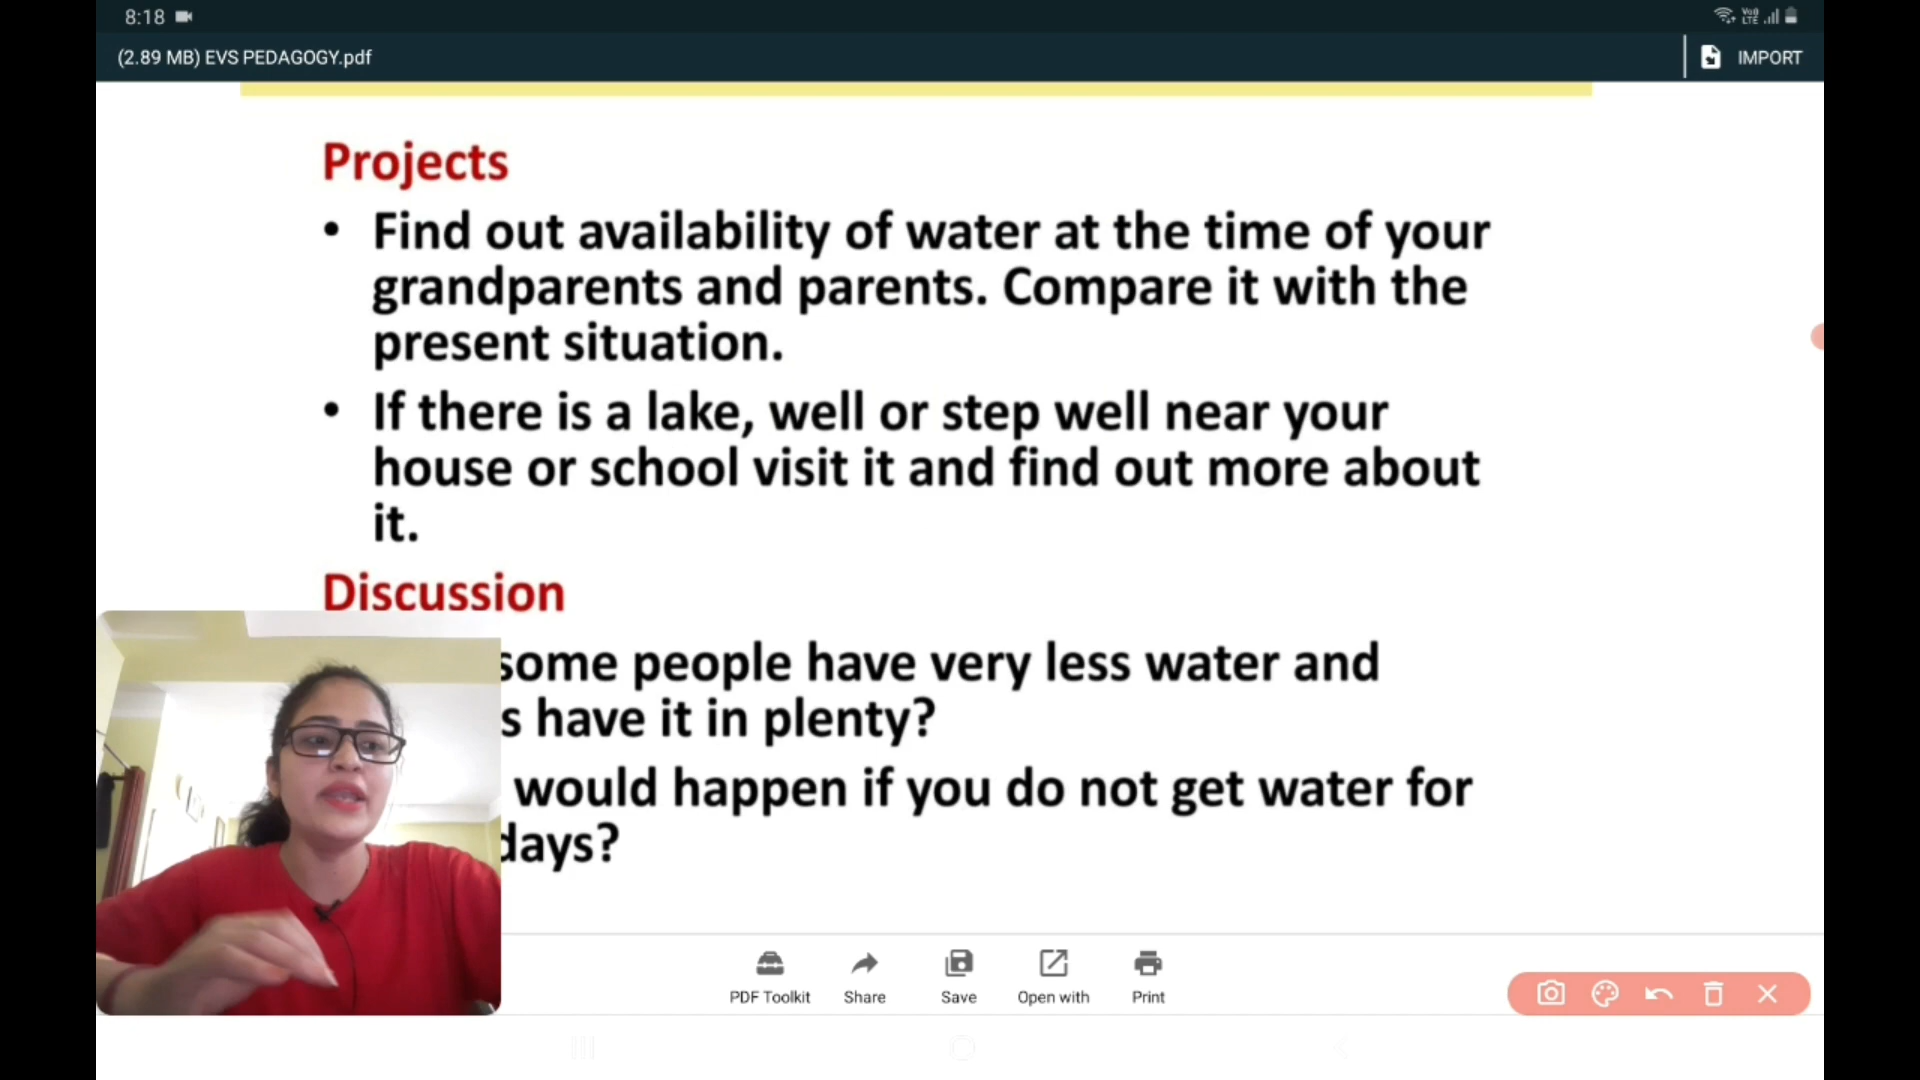 8:18
Vo) LTE
(2.89 MB) EVS PEDAGOGY.pdf
IMPORT
Projects
• Find out availability of water at the time of your
grandparents and parents. Compare it with the
present situation.
• If there is a lake, well or step well near your
house or school visit it and find out more about
it.
Discussion
some people have very less water and
s have it in plenty?
would happen if you do not get water for
days?
PDF Toolkit
Share
Save
Open with
Print